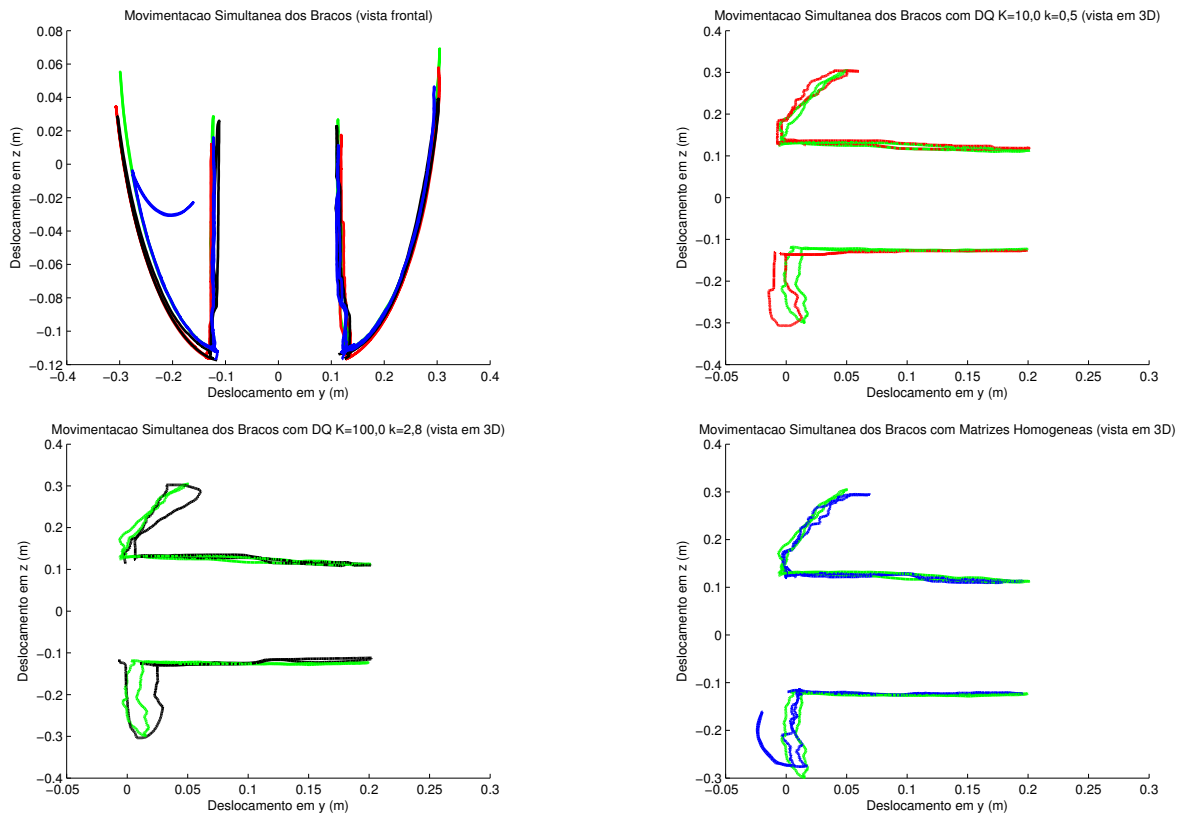 Movimentacao Simultanea dos Bracos (vista frontal)
0.08
0.06
0.04
0.02
0
−0.02
−0.04
−0.06
−0.08
−0.1
−0.12
Deslocamento em z (m)
−0.4 −0.3 −0.2 −0.1 0 0.1 0.2 0.3 0.4
Deslocamento em y (m)
Movimentacao Simultanea dos Bracos com DQ K=10,0 k=0,5 (vista em 3D)
0.4
0.3
0.2
0.1
0
−0.1
−0.2
−0.3
−0.4
Deslocamento em z (m)
−0.05 0 0.05 0.1 0.15 0.2 0.25 0.3
Deslocamento em y (m)
Movimentacao Simultanea dos Bracos com DQ K=100,0 k=2,8 (vista em 3D)
0.4
0.3
0.2
0.1
0
−0.1
−0.2
−0.3
−0.4
Deslocamento em z (m)
−0.05 0 0.05 0.1 0.15 0.2 0.25 0.3
Deslocamento em y (m)
Movimentacao Simultanea dos Bracos com Matrizes Homogeneas (vista em 3D)
0.4
0.3
0.2
0.1
0
−0.1
−0.2
−0.3
Deslocamento em z (m)
−0.05 0 0.05 0.1 0.15 0.2 0.25 0.3
Deslocamento em y (m)